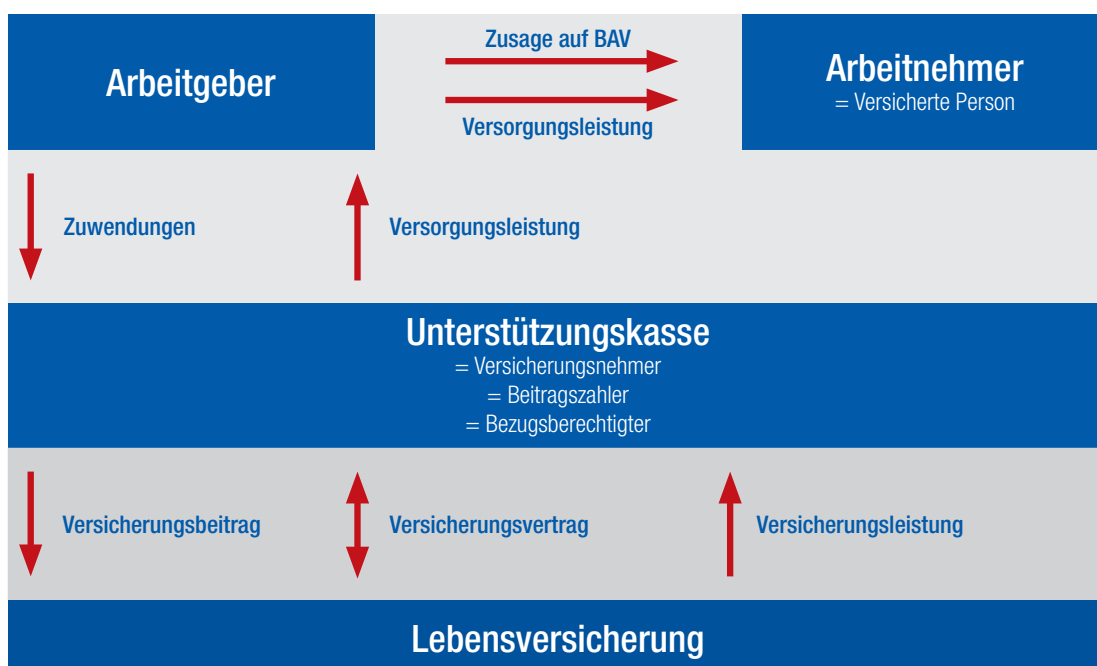 Arbeitgeber
Zusage auf BAV
Versorgungsleistung
Arbeitnehmer
= Versicherte Person
Zuwendungen
Versorgungsleistung
Unterstützungskasse
= Versicherungsnehmer
= Beitragszahler
= Bezugsberechtigter
Versicherungsbeitrag
Versicherungsvertrag
Versicherungsleistung
Lebensversicherung